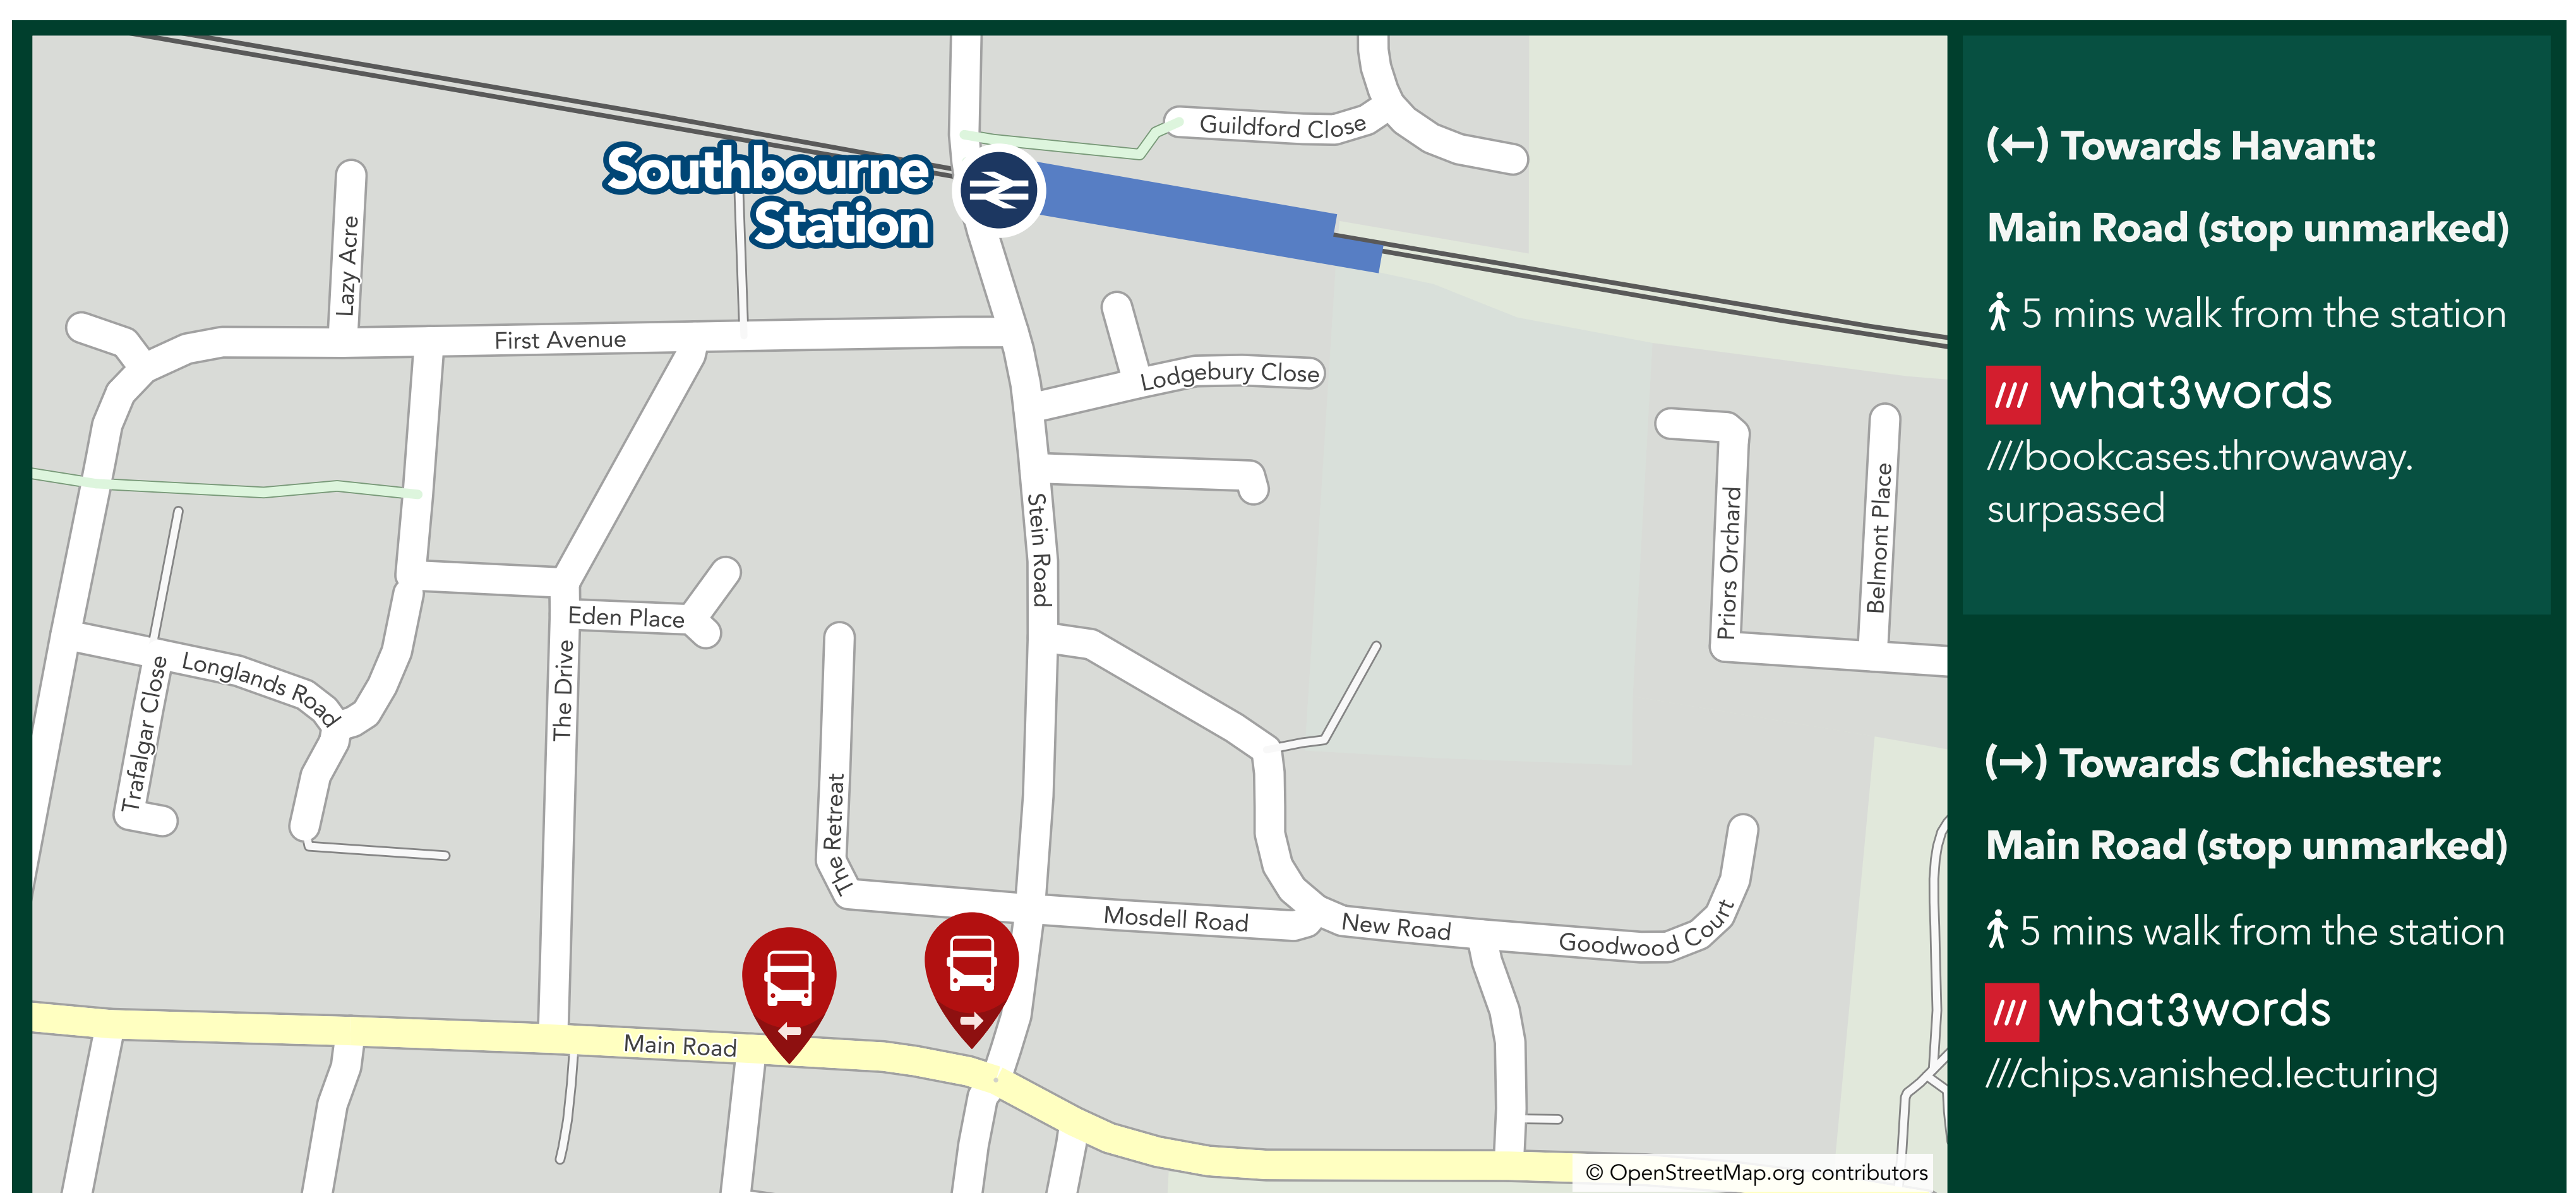 Guildford Close
Southbourne
Station
Lazy Acre
First Avenue
Lodgebury Close
Stein Road
Priors Orchard
Belmont Place
Eden Place
The Drive
Longlands Road
Trafalgar Close
The Retreat
Mosdell Road
New Road
Goodwood Court
Main Road
© OpenStreetMap.org contributors
(←) Towards Havant:
Main Road (stop unmarked)
5 mins walk from the station
/// what3words
///bookcases.throwaway.
surpassed
(→) Towards Chichester:
Main Road (stop unmarked)
5 mins walk from the station
/// what3words
///chips.vanished.lecturing